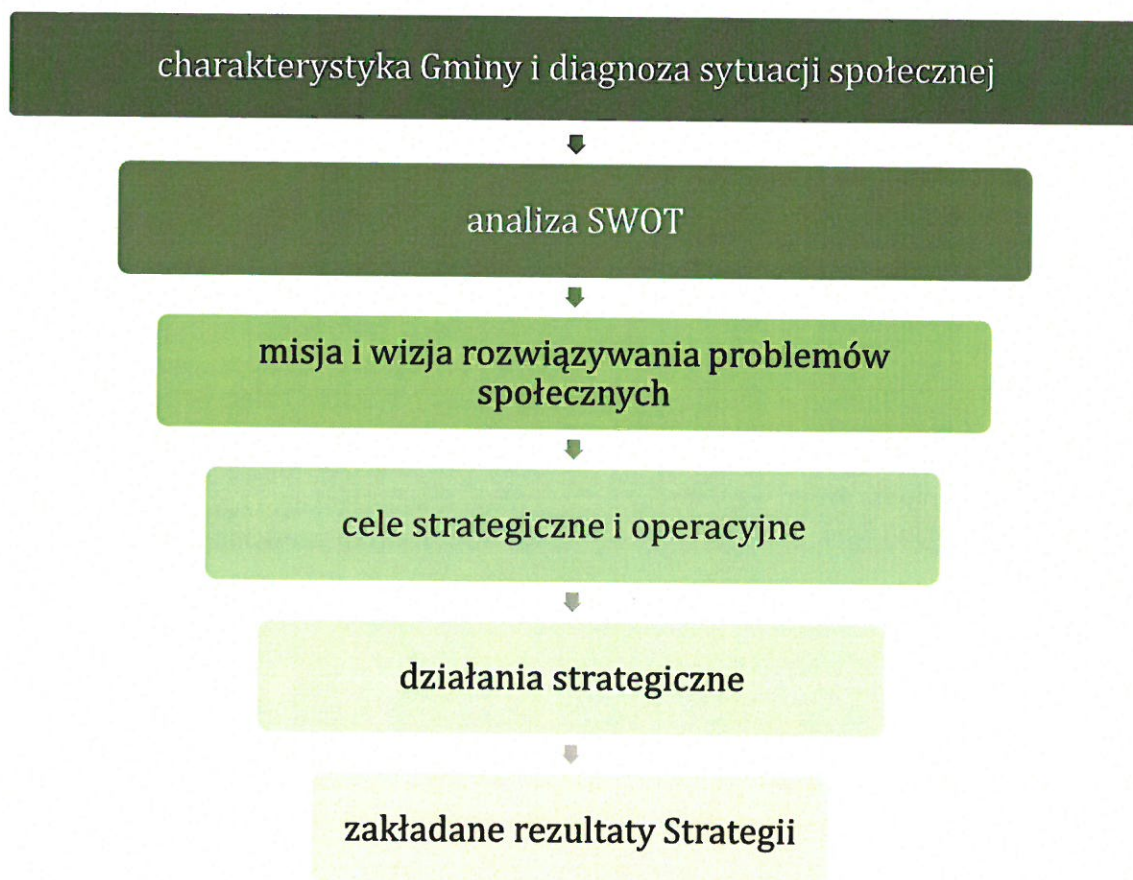 charakterystyka Gminy i diagnoza sytuacji społecznej
analiza SWOT
misja i wizja rozwiązywania problemów
społecznych
cele strategiczne i operacyjne
działania strategiczne
zakładane rezultaty Strategii